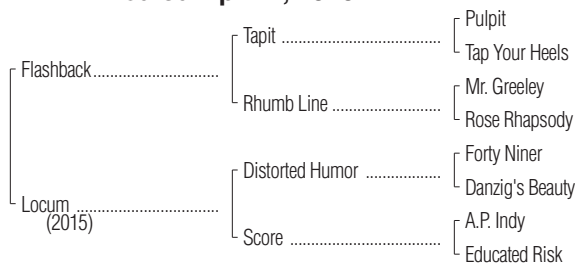 Pulpit
Tapit
Tap Your Heels
Flashback
Mr. Greeley
Rhumb Line
Rose Rhapsody
Forty Niner
Distorted Humor
Danzig's Beauty
Locum
(2015)
A.P. Indy
Score
Educated Risk